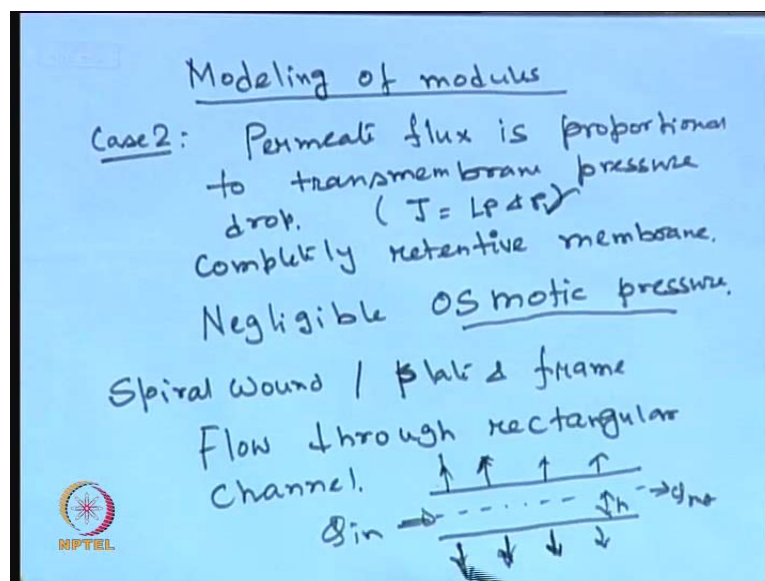 Modeling of modules
Case 2: Permeate flux is proportional
to transmembrane pressure
drop. (J = LP Δ P)
Completely retentive membrane.
Negligible osmotic pressure.
Spiral wound / plate & frame
Flow through rectangular
channel.
Qin h
NPTEL